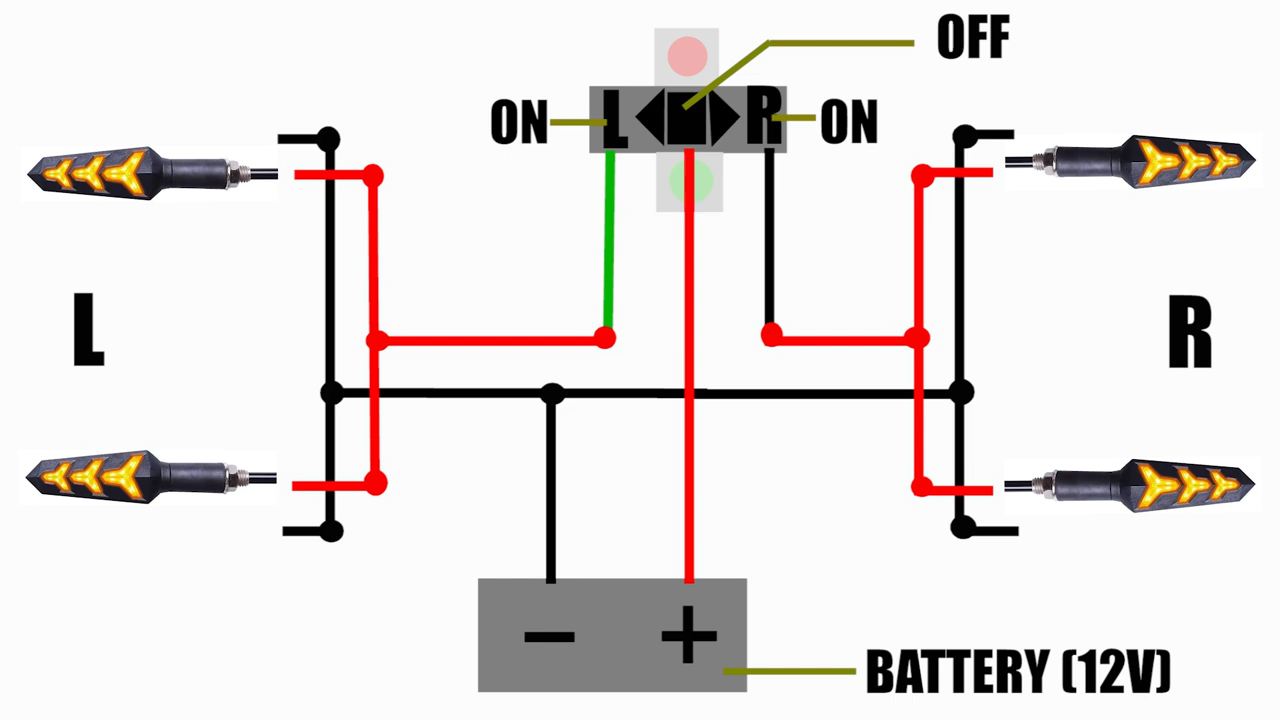 OFF
ON L R ON
L R
− +
BATTERY (12V)